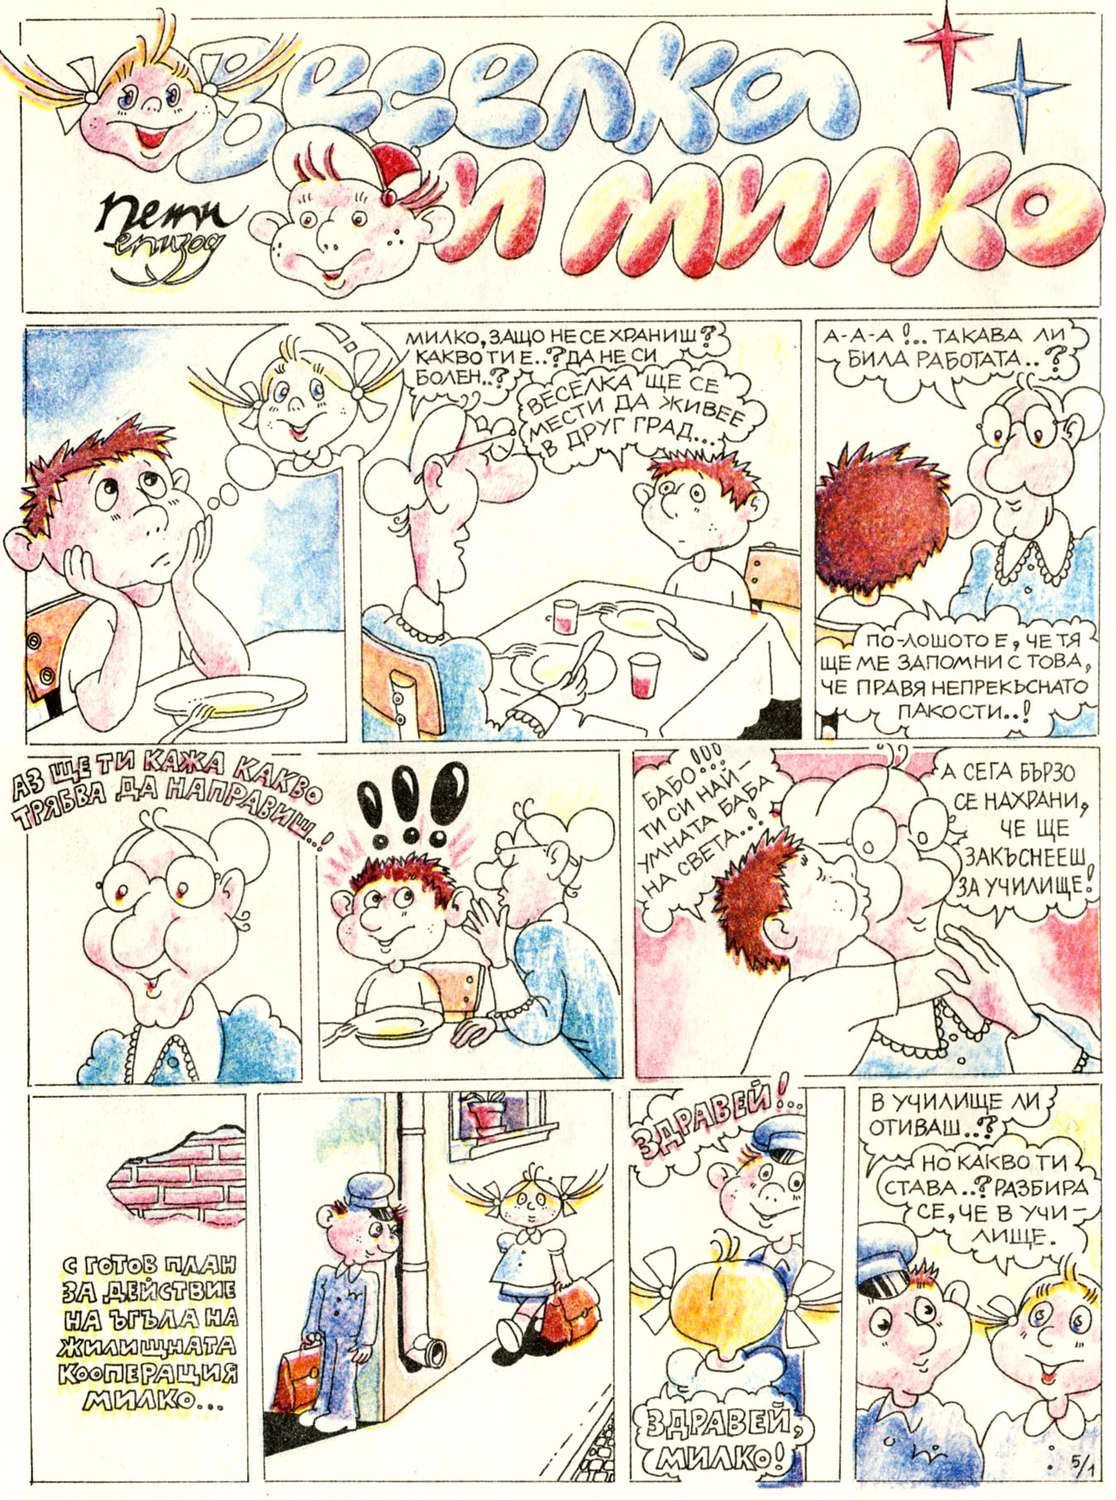 Веселка
и Милко
пети
епизод
МИЛКО, ЗАЩО НЕ СЕ ХРАНИШ?
КАКВО ТИ Е..? ДА НЕ СИ
БОЛЕН..?
ВЕСЕЛКА ЩЕ СЕ
МЕСТИ ДА ЖИВЕЕ
В ДРУГ ГРАД...
А-А-А!.. ТАКАВА ЛИ
БИЛА РАБОТАТА..?
ПО-ЛОШОТО Е, ЧЕ ТЯ
ЩЕ МЕ ЗАПОМНИ С ТОВА,
ЧЕ ПРАВЯ НЕПРЕКЪСНАТО
ПАКОСТИ..!
АЗ ЩЕ ТИ КАЖА КАКВО
ТРЯБВА ДА НАПРАВИШ..!
!!!
БАБО!!!
ТИ СИ НАЙ-
УМНАТА БАБА
НА СВЕТА..!
А СЕГА БЪРЗО
СЕ НАХРАНИ,
ЧЕ ЩЕ
ЗАКЪСНЕЕШ
ЗА УЧИЛИЩЕ!
С ГОТОВ ПЛАН
ЗА ДЕЙСТВИЕ
НА ЪГЪЛА НА
ЖИЛИЩНАТА
КООПЕРАЦИЯ
МИЛКО...
ЗДРАВЕЙ!..
ЗДРАВЕЙ,
МИЛКО!
В УЧИЛИЩЕ ЛИ
ОТИВАШ..?
НО КАКВО ТИ
СТАВА..? РАЗБИРА
СЕ, ЧЕ В УЧИ-
ЛИЩЕ.
5/1